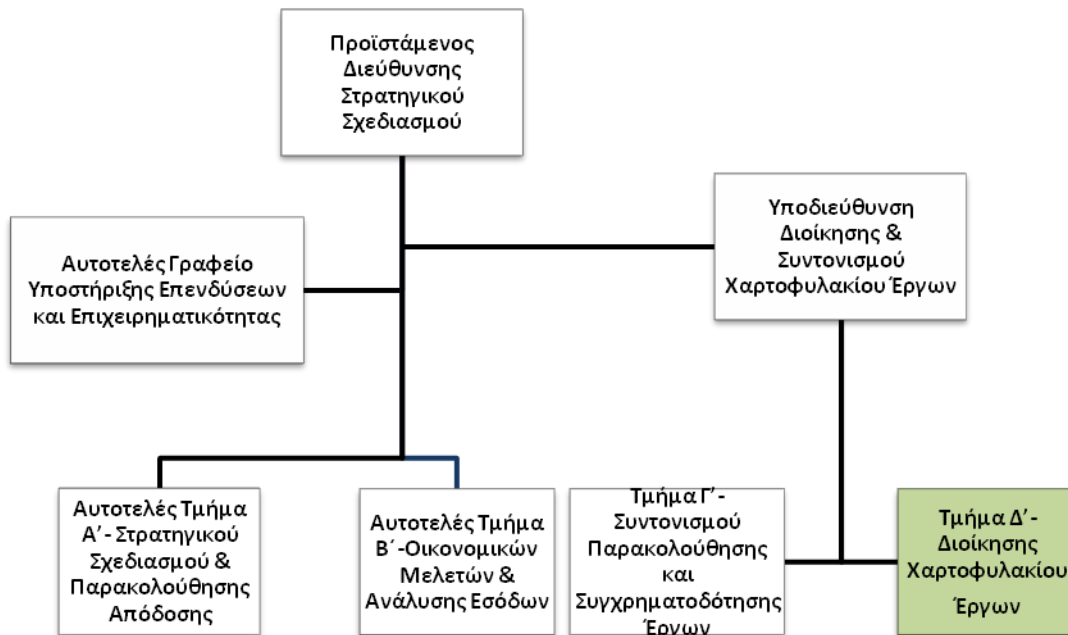 Προϊστάμενος
Διεύθυνσης
Στρατηγικού
Σχεδιασμού
Υποδιεύθυνση
Διοίκησης &
Συντονισμού
Χαρτοφυλακίου Έργων
Αυτοτελές Γραφείο
Υποστήριξης Επενδύσεων
και Επιχειρηματικότητας
Αυτοτελές Τμήμα
Α’- Στρατηγικού
Σχεδιασμού &
Παρακολούθησης
Απόδοσης
Αυτοτελές Τμήμα
Β΄-Οικονομικών
Μελετών &
Ανάλυσης Εσόδων
Τμήμα Γ’-
Συντονισμού
Παρακολούθησης
και
Συγχρηματοδότησης
Έργων
Τμήμα Δ’-
Διοίκησης
Χαρτοφυλακίου
Έργων